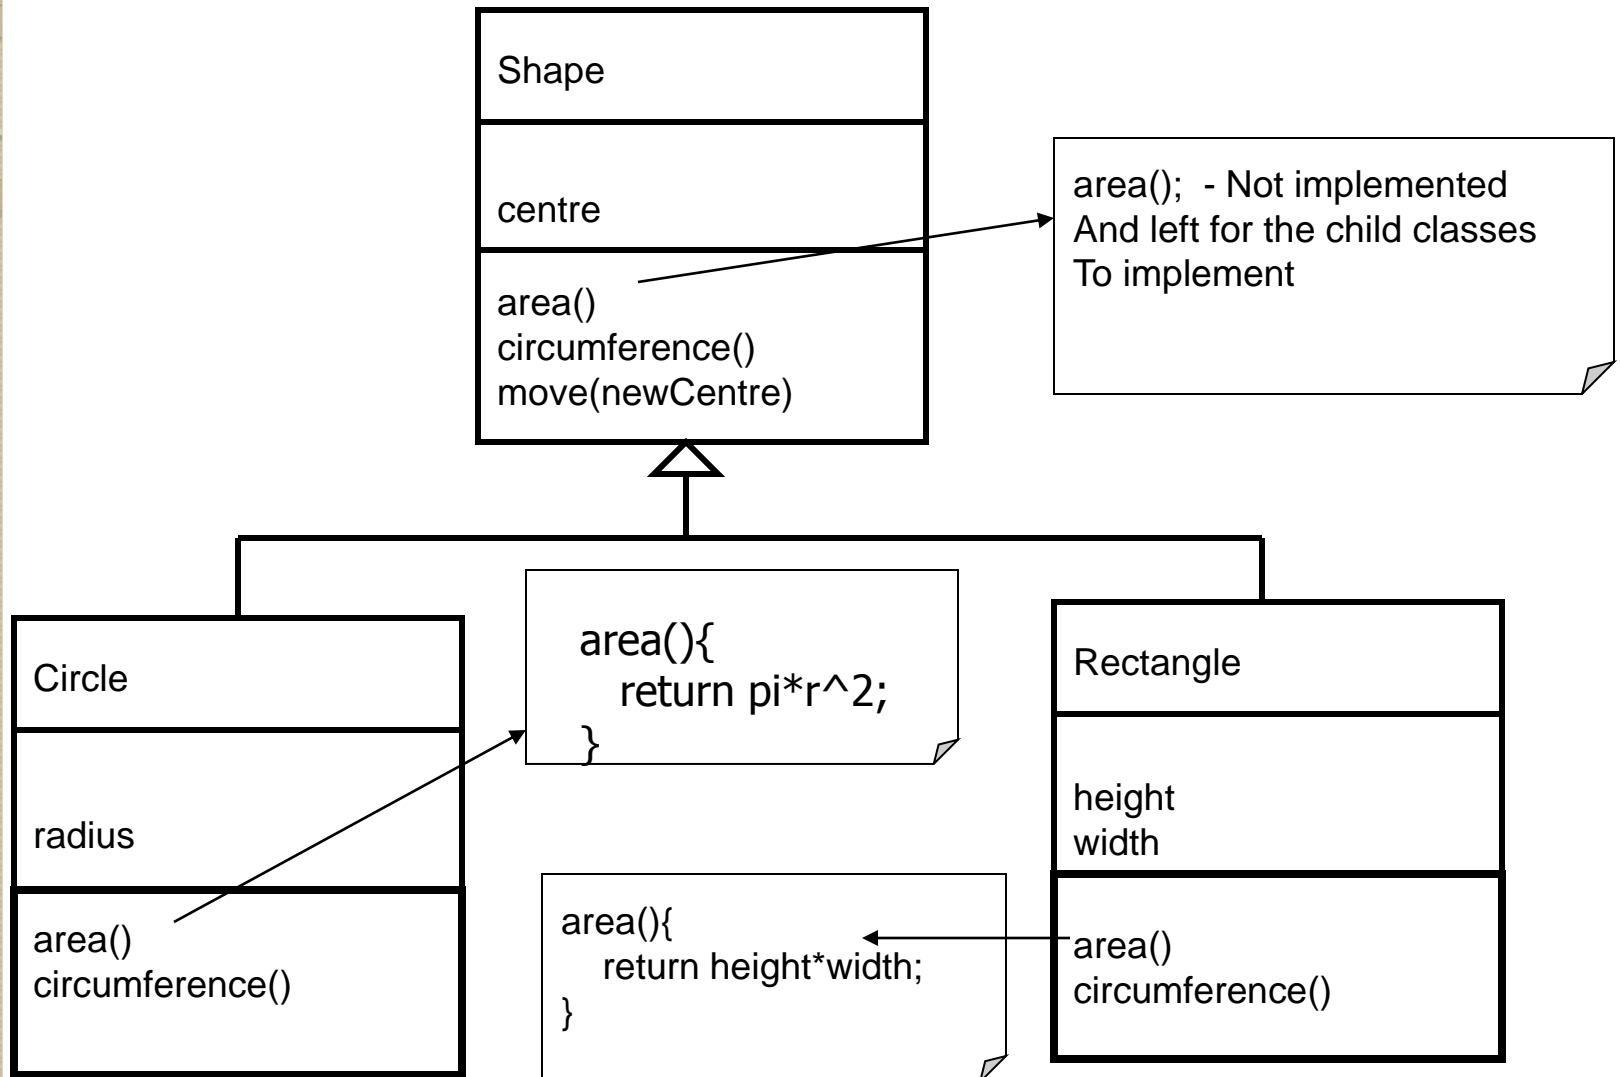 Shape
centre
area()
circumference()
move(newCentre)
area();  - Not implemented
And left for the child classes
To implement
Circle
radius
area()
circumference()
area(){
return pi*r^2;
}
area(){
return height*width;
}
Rectangle
height
width
area()
circumference()